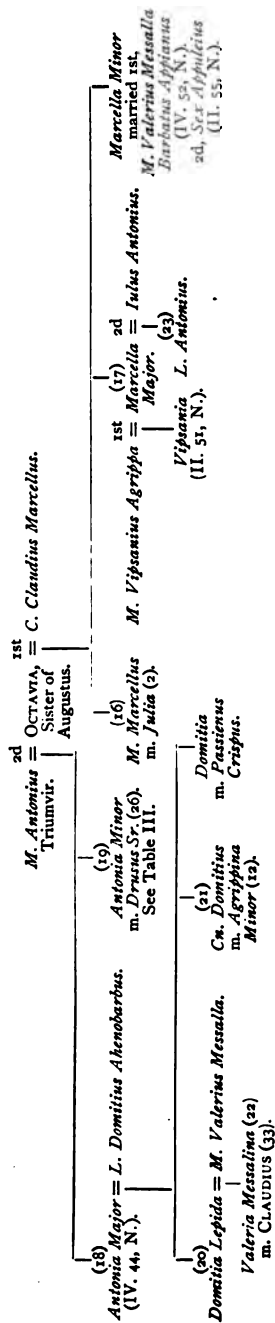 2d 1st
M. Antonius = OCTAVIA, = C. Claudius Marcellus.
Triumvir. Sister of
Augustus.
(18)
Antonia Major = L. Domitius Ahenobarbus.
(IV. 44, N.).
(19)
Antonia Minor
m. Drusus Sr. (26).
See Table III.
(16)
M. Marcellus
m. Julia (2).
(17)
1st 2d
M. Vipsanius Agrippa = Marcella = Iulus Antonius.
Major.
Vipsania
(II. 51, N.).
(23)
L. Antonius.
Marcella Minor
married 1st,
M. Valerius Messalla
Barbatus Appianus
(IV. 52, N.)
2d, Sex Appuleius
(II. 55, N.).
(20)
Domitia Lepida = M. Valerius Messalla.
Valeria Messalina (22)
m. CLAUDIUS (33).
(21)
Cn. Domitius
m. Agrippina
Minor (12).
Domitia
m. Passienus
Crispus.